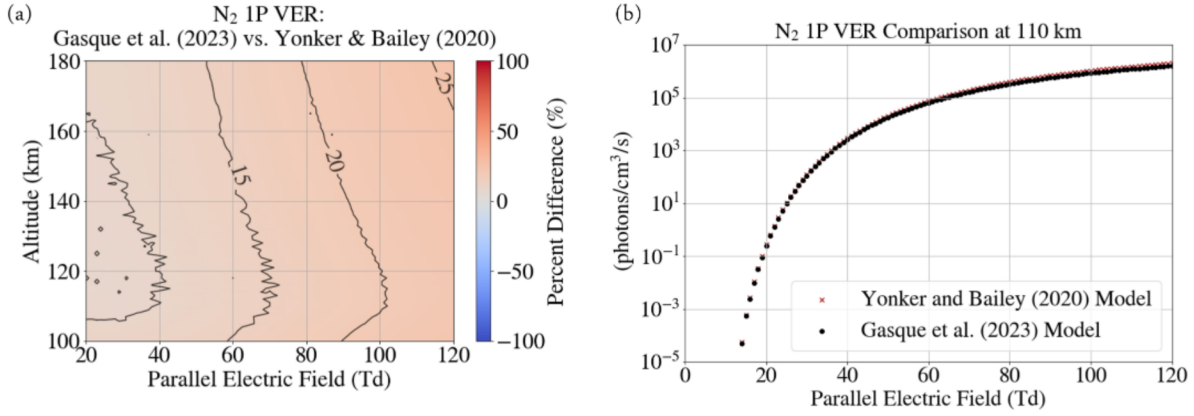 (a)
N₂ 1P VER:
Gasque et al. (2023) vs. Yonker & Bailey (2020)
180
160
140
120
100
Altitude (km)
15
20
25
20 40 60 80 100 120
Parallel Electric Field (Td)
100
50
0
−50
−100
Percent Difference (%)
(b)
N₂ 1P VER Comparison at 110 km
10⁷
10⁵
10³
10¹
10⁻¹
10⁻³
10⁻⁵
(photons/cm³/s)
Yonker and Bailey (2020) Model
Gasque et al. (2023) Model
0 20 40 60 80 100 120
Parallel Electric Field (Td)